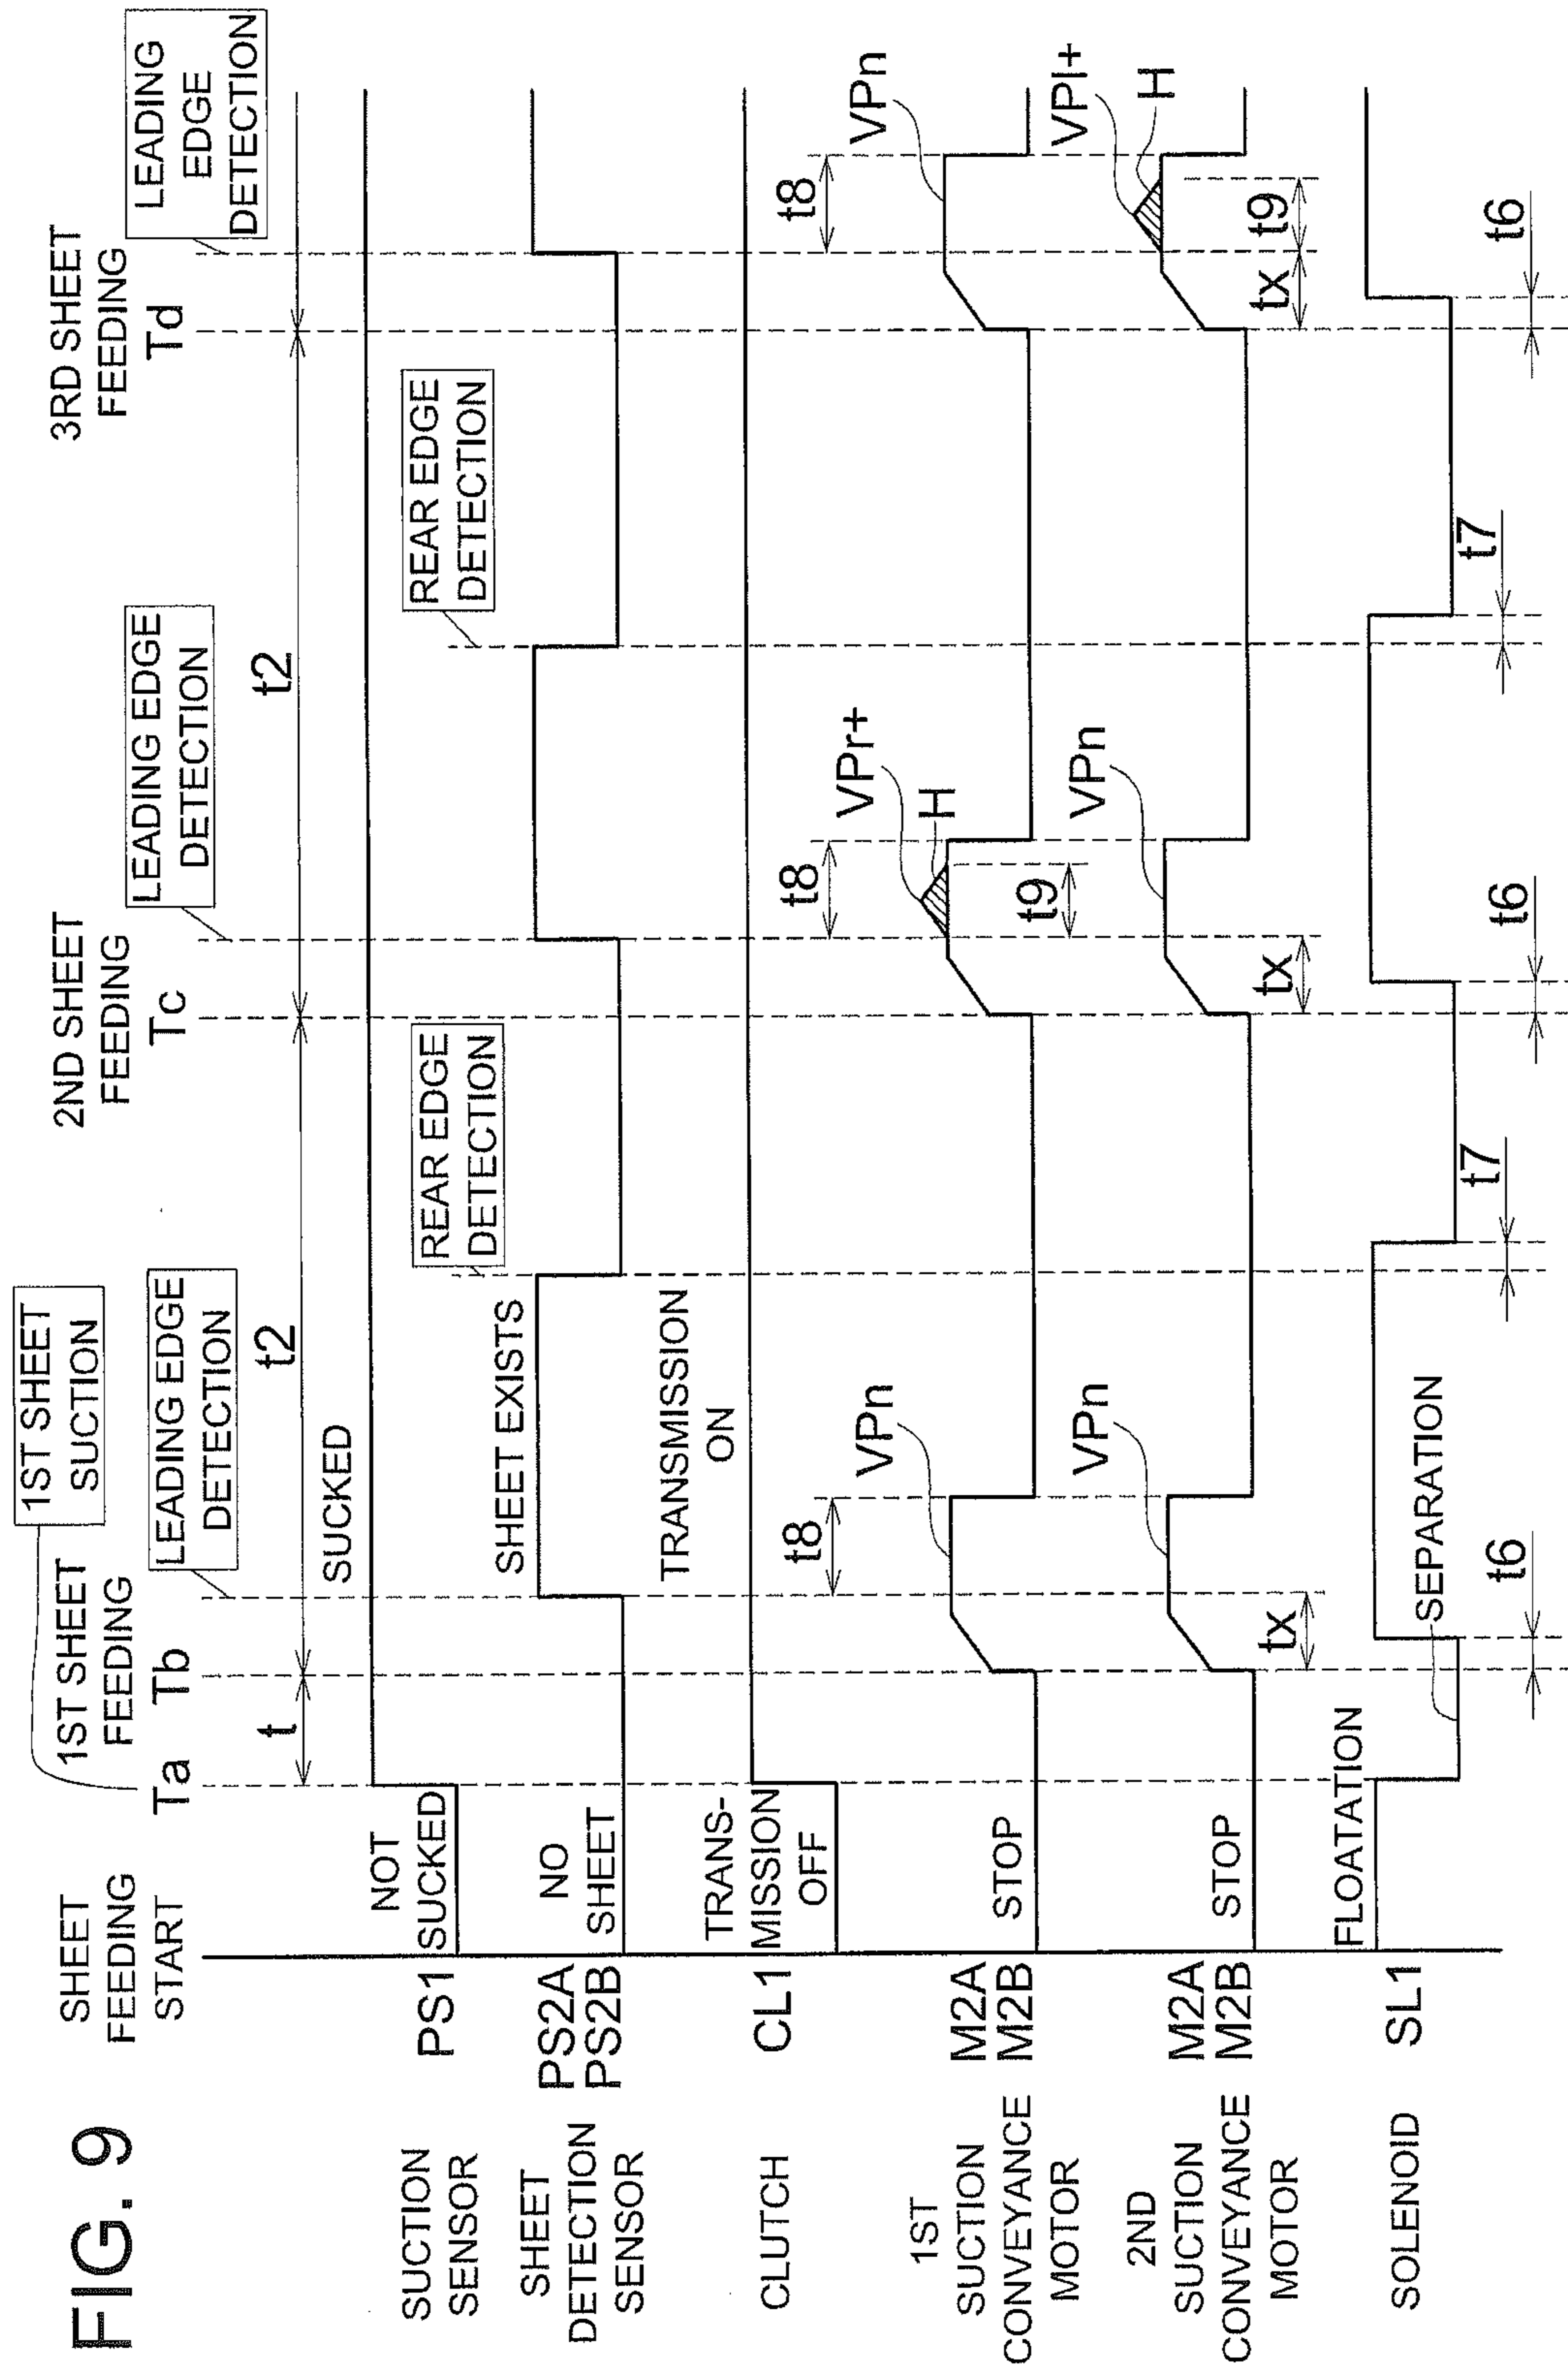 FIG. 9
SHEET
FEEDING
START
1ST SHEET
SUCTION
1ST SHEET
FEEDING
Ta
Tb
2ND SHEET
FEEDING
Tc
3RD SHEET
FEEDING
Td
LEADING EDGE
DETECTION
LEADING EDGE
DETECTION
LEADING
EDGE
DETECTION
t
t2
t2
SUCTION
SENSOR
PS1
NOT
SUCKED
SUCKED
REAR EDGE
DETECTION
REAR EDGE
DETECTION
SHEET
DETECTION
SENSOR
PS2A
PS2B
NO
SHEET
SHEET EXISTS
CLUTCH
CL1
TRANS-
MISSION
OFF
TRANSMISSION
ON
1ST
SUCTION
CONVEYANCE
MOTOR
M2A
M2B
STOP
t8
VPn
t8
VPr+
H
t9
t8
VPn
2ND
SUCTION
CONVEYANCE
MOTOR
M2A
M2B
STOP
VPn
tx
VPn
tx
VPl+
H
tx
t9
SOLENOID
SL1
FLOATATION
SEPARATION
t6
t7
t6
t7
t6